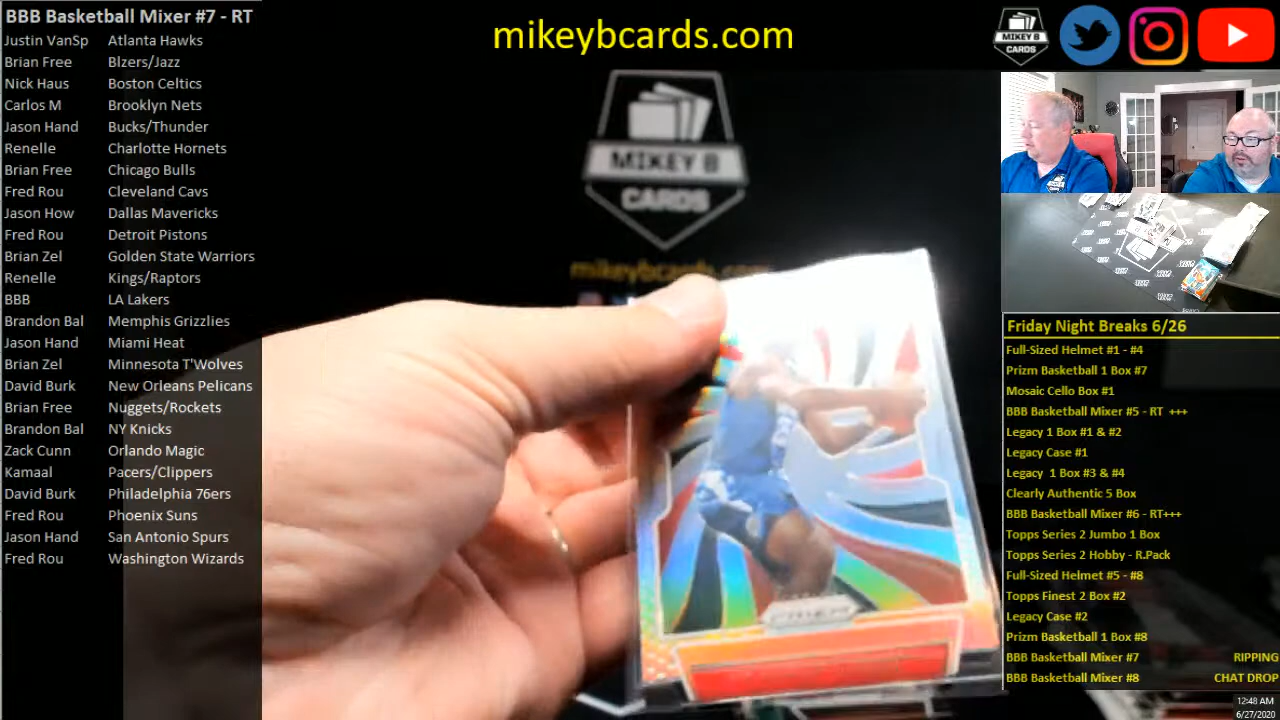 BBB Basketball Mixer #7 - RT
Justin VanSp Atlanta Hawks
Brian Free Blzers/Jazz
Nick Haus Boston Celtics
Carlos M Brooklyn Nets
Jason Hand Bucks/Thunder
Renelle Charlotte Hornets
Brian Free Chicago Bulls
Fred Rou Cleveland Cavs
Jason How Dallas Mavericks
Fred Rou Detroit Pistons
Brian Zel Golden State Warriors
Renelle Kings/Raptors
BBB LA Lakers
Brandon Bal Memphis Grizzlies
Jason Hand Miami Heat
Brian Zel Minnesota T'Wolves
David Burk New Orleans Pelicans
Brian Free Nuggets/Rockets
Brandon Bal NY Knicks
Zack Cunn Orlando Magic
Kamaal Pacers/Clippers
David Burk Philadelphia 76ers
Fred Rou Phoenix Suns
Jason Hand San Antonio Spurs
Fred Rou Washington Wizards
mikeybcards.com
MIKEY B
CARDS
mikeybcards.com
PRIZM
MIKEY B
CARDS
Friday Night Breaks 6/26
Full-Sized Helmet #1 - #4
Prizm Basketball 1 Box #7
Mosaic Cello Box #1
BBB Basketball Mixer #5 - RT +++
Legacy 1 Box #1 & #2
Legacy Case #1
Legacy 1 Box #3 & #4
Clearly Authentic 5 Box
BBB Basketball Mixer #6 - RT+++
Topps Series 2 Jumbo 1 Box
Topps Series 2 Hobby - R.Pack
Full-Sized Helmet #5 - #8
Topps Finest 2 Box #2
Legacy Case #2
Prizm Basketball 1 Box #8
BBB Basketball Mixer #7 RIPPING
BBB Basketball Mixer #8 CHAT DROP
12:48 AM
6/27/2020